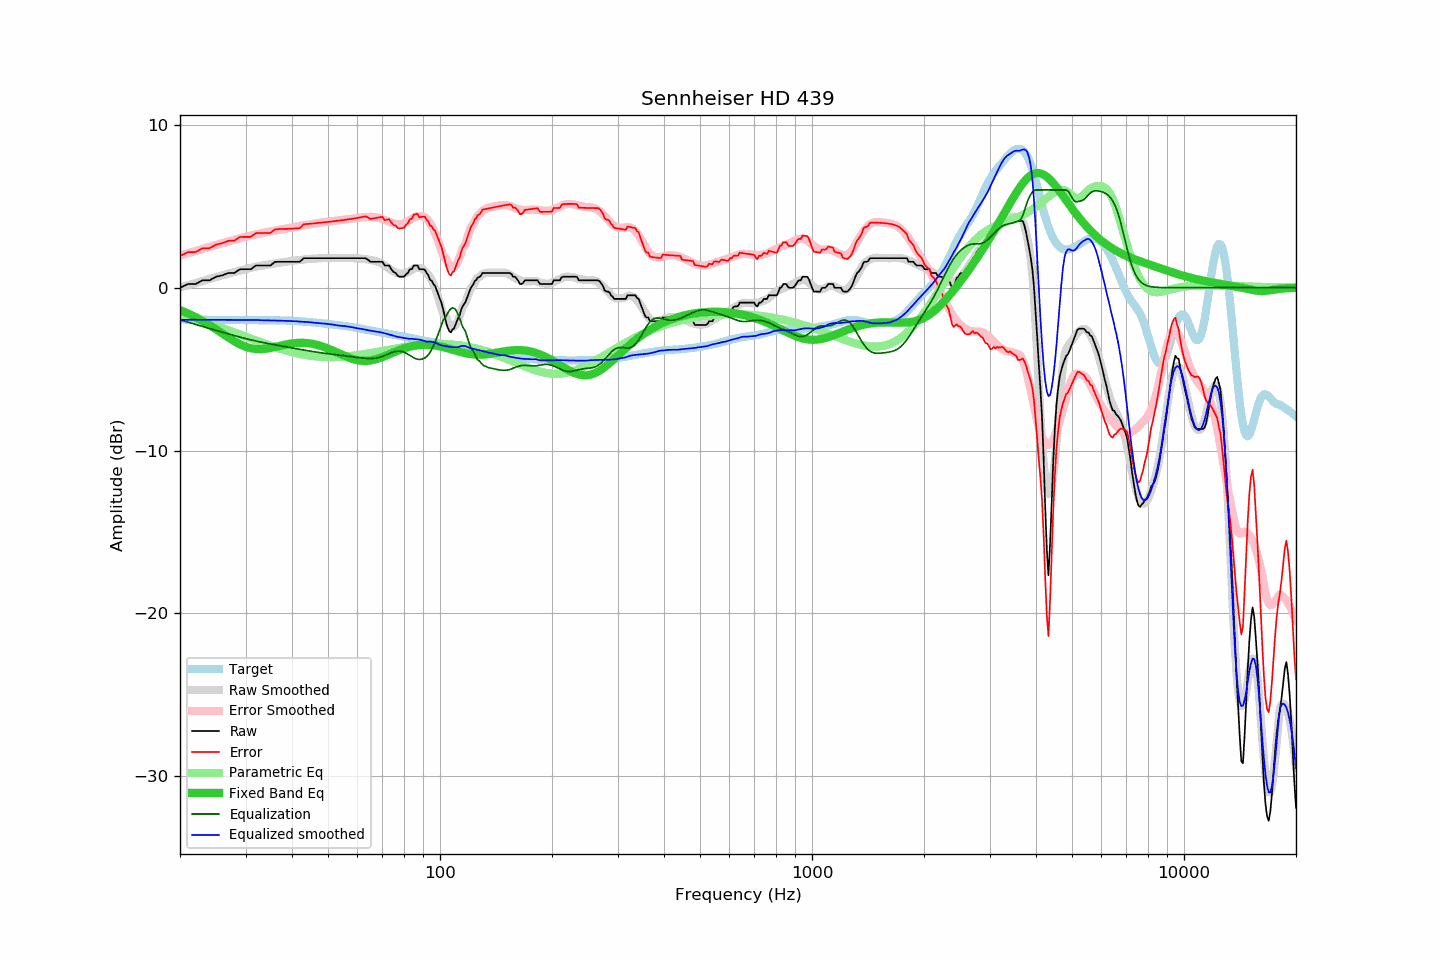 Sennheiser HD 439
10
0
−10
−20
−30
Amplitude (dBr)
Target
Raw Smoothed
Error Smoothed
Raw
Error
Parametric Eq
Fixed Band Eq
Equalization
Equalized smoothed
100
1000
10000
Frequency (Hz)